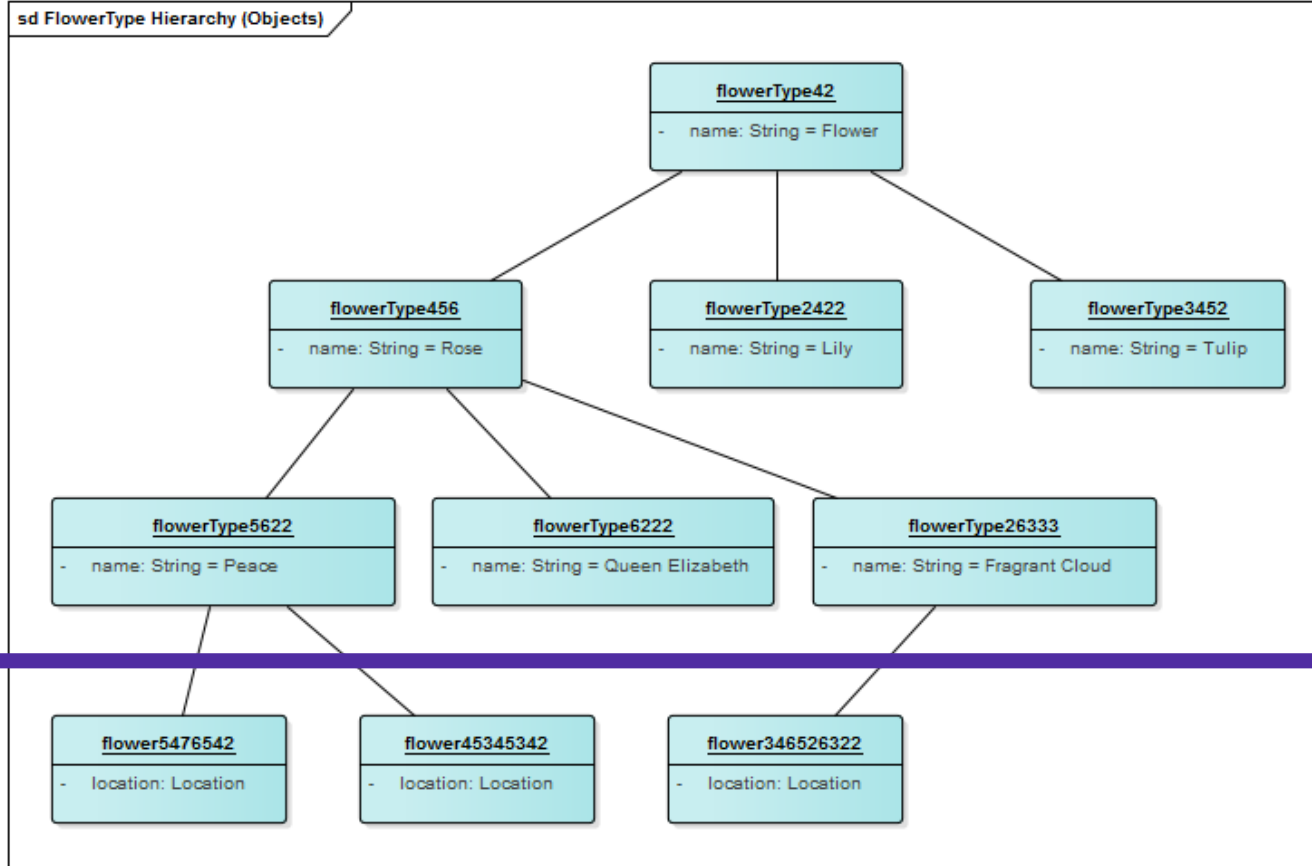 sd FlowerType Hierarchy (Objects)
flowerType42
- name: String = Flower
flowerType456
- name: String = Rose
flowerType2422
- name: String = Lily
flowerType3452
- name: String = Tulip
flowerType5622
- name: String = Peace
flowerType6222
- name: String = Queen Elizabeth
flowerType26333
- name: String = Fragrant Cloud
flower5476542
- location: Location
flower45345342
- location: Location
flower346526322
- location: Location